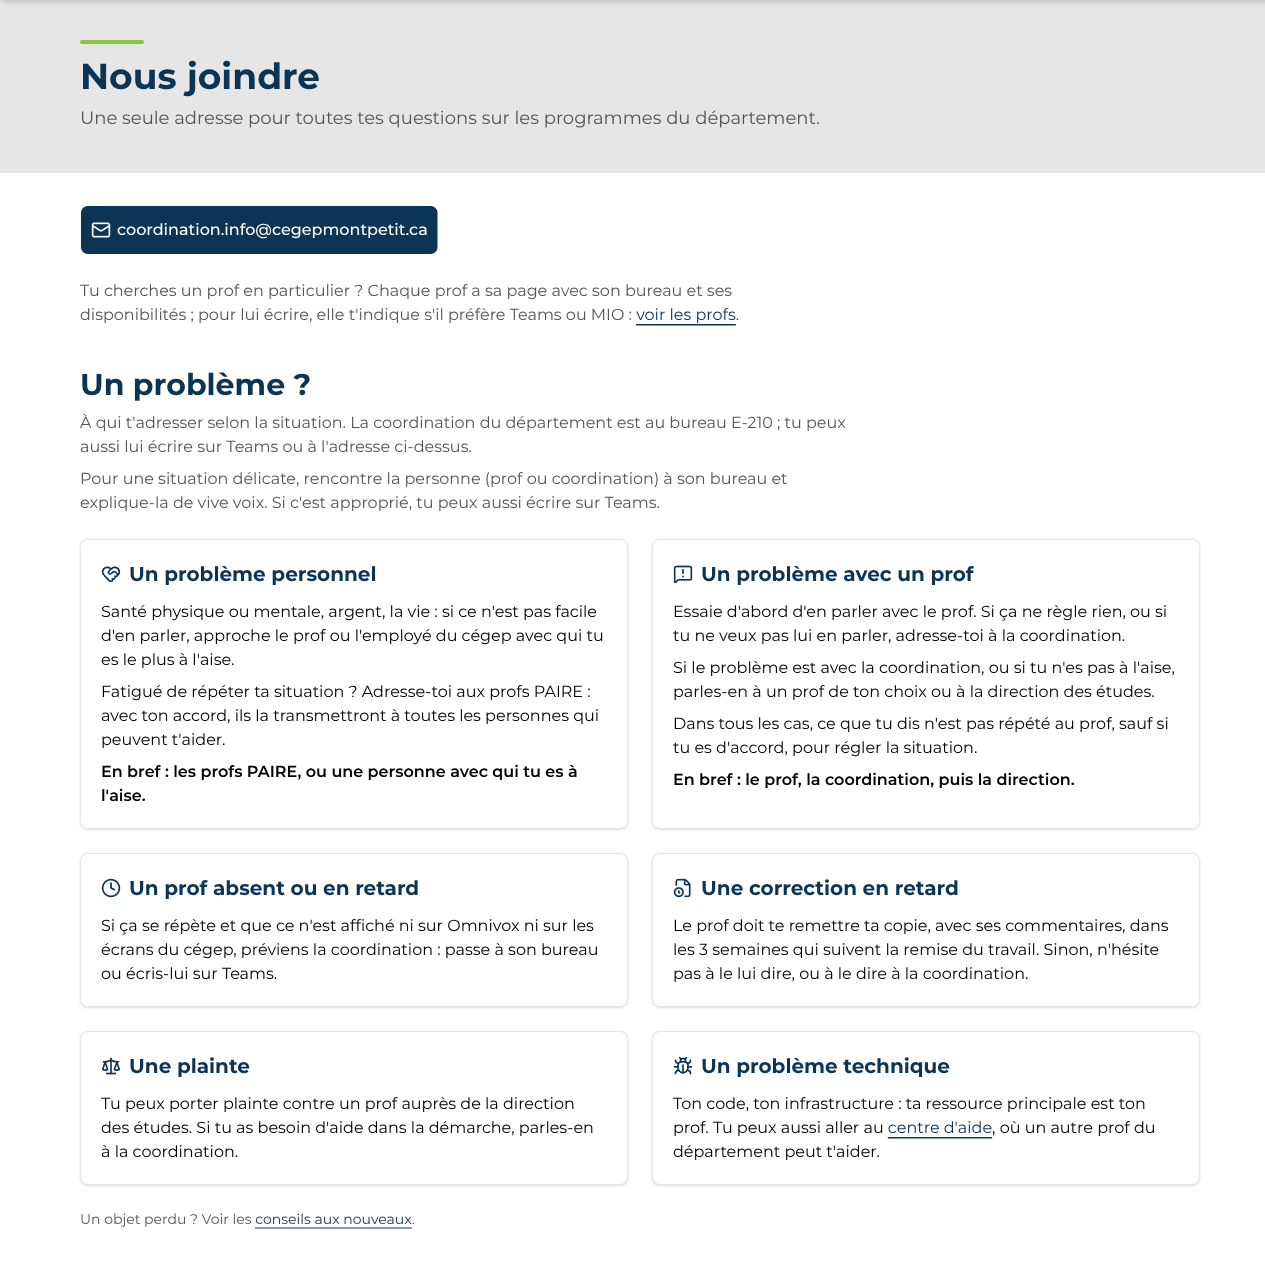 Nous joindre
Une seule adresse pour toutes tes questions sur les programmes du département.
coordination.info@cegepmontpetit.ca
Tu cherches un prof en particulier ? Chaque prof a sa page avec son bureau et ses
disponibilités ; pour lui écrire, elle t'indique s'il préfère Teams ou MIO : voir les profs.
Un problème ?
À qui t'adresser selon la situation. La coordination du département est au bureau E-210 ; tu peux
aussi lui écrire sur Teams ou à l'adresse ci-dessus.
Pour une situation délicate, rencontre la personne (prof ou coordination) à son bureau et
explique-la de vive voix. Si c'est approprié, tu peux aussi écrire sur Teams.
Un problème personnel
Santé physique ou mentale, argent, la vie : si ce n'est pas facile
d'en parler, approche le prof ou l'employé du cégep avec qui tu
es le plus à l'aise.
Fatigué de répéter ta situation ? Adresse-toi aux profs PAIRE :
avec ton accord, ils la transmettront à toutes les personnes qui
peuvent t'aider.
En bref : les profs PAIRE, ou une personne avec qui tu es à
l'aise.
Un problème avec un prof
Essaie d'abord d'en parler avec le prof. Si ça ne règle rien, ou si
tu ne veux pas lui en parler, adresse-toi à la coordination.
Si le problème est avec la coordination, ou si tu n'es pas à l'aise,
parles-en à un prof de ton choix ou à la direction des études.
Dans tous les cas, ce que tu dis n'est pas répété au prof, sauf si
tu es d'accord, pour régler la situation.
En bref : le prof, la coordination, puis la direction.
Un prof absent ou en retard
Si ça se répète et que ce n'est affiché ni sur Omnivox ni sur les
écrans du cégep, préviens la coordination : passe à son bureau
ou écris-lui sur Teams.
Une correction en retard
Le prof doit te remettre ta copie, avec ses commentaires, dans
les 3 semaines qui suivent la remise du travail. Sinon, n'hésite
pas à le lui dire, ou à le dire à la coordination.
Une plainte
Tu peux porter plainte contre un prof auprès de la direction
des études. Si tu as besoin d'aide dans la démarche, parles-en
à la coordination.
Un problème technique
Ton code, ton infrastructure : ta ressource principale est ton
prof. Tu peux aussi aller au centre d'aide, où un autre prof du
département peut t'aider.
Un objet perdu ? Voir les conseils aux nouveaux.